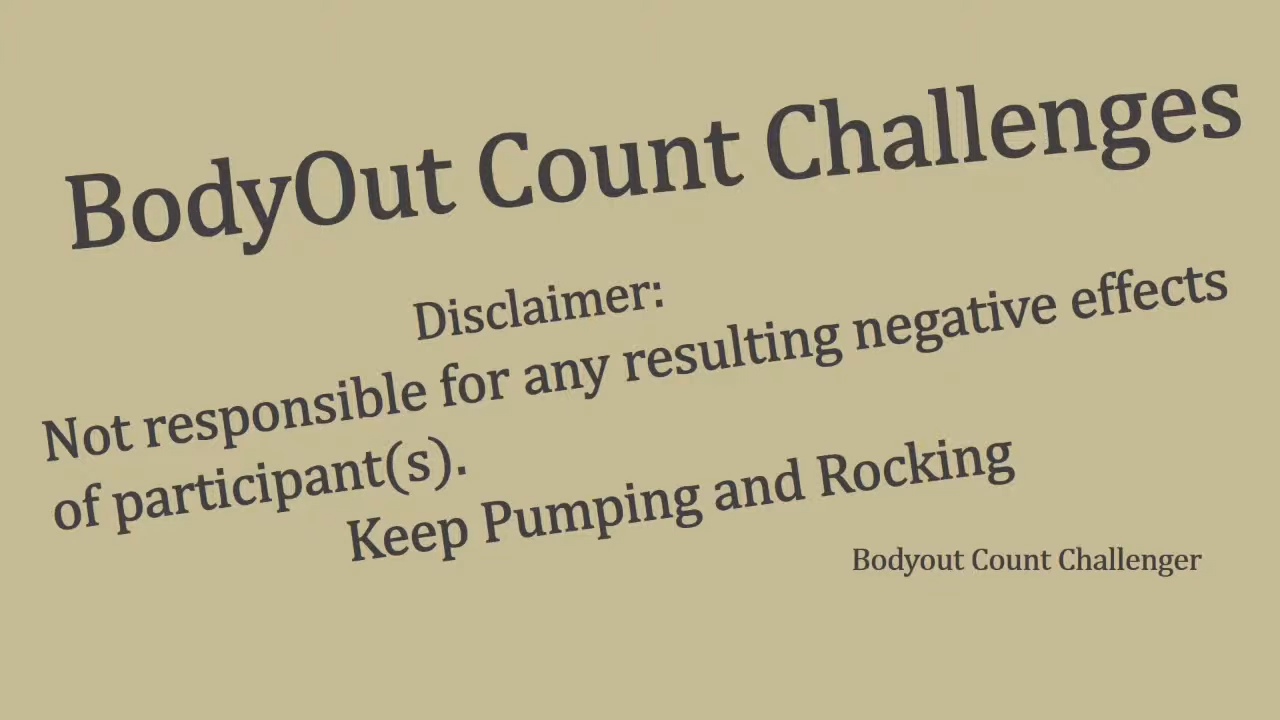 BodyOut Count Challenges
Disclaimer:
Not responsible for any resulting negative effects
of participant(s).
Keep Pumping and Rocking
Bodyout Count Challenger